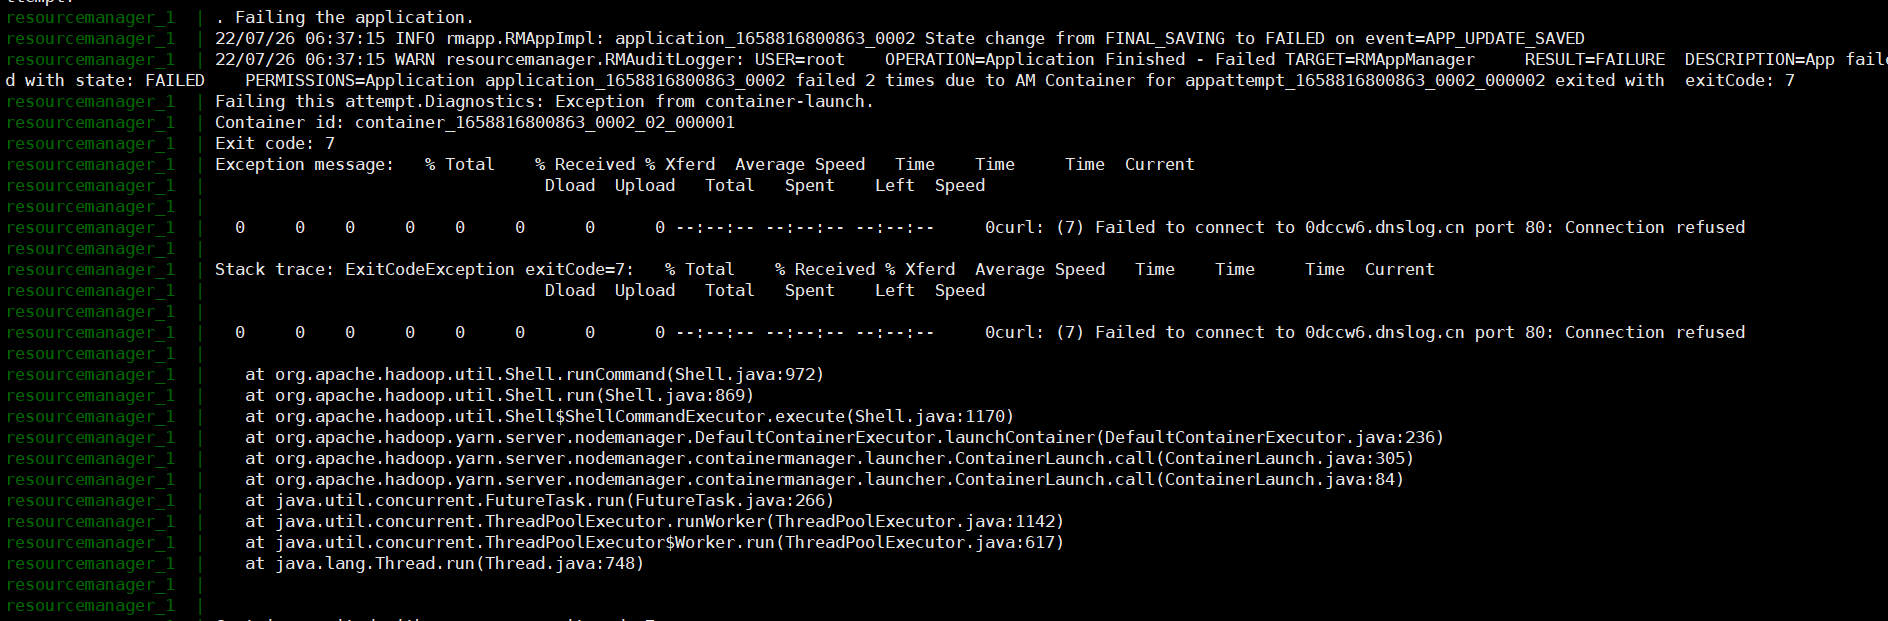 resourcemanager_1 | . Failing the application.
resourcemanager_1 | 22/07/26 06:37:15 INFO rmapp.RMAppImpl: application_1658816800863_0002 State change from FINAL_SAVING to FAILED on event=APP_UPDATE_SAVED
resourcemanager_1 | 22/07/26 06:37:15 WARN resourcemanager.RMAuditLogger: USER=root    OPERATION=Application Finished - Failed TARGET=RMAppManager     RESULT=FAILURE  DESCRIPTION=App faile
d with state: FAILED    PERMISSIONS=Application application_1658816800863_0002 failed 2 times due to AM Container for appattempt_1658816800863_0002_000002 exited with  exitCode: 7
resourcemanager_1 | Failing this attempt.Diagnostics: Exception from container-launch.
resourcemanager_1 | Container id: container_1658816800863_0002_02_000001
resourcemanager_1 | Exit code: 7
resourcemanager_1 | Exception message:   % Total    % Received % Xferd  Average Speed   Time    Time     Time  Current
resourcemanager_1 |                                  Dload  Upload   Total   Spent    Left  Speed
resourcemanager_1 |
resourcemanager_1 |   0     0    0     0    0     0      0      0 --:--:-- --:--:-- --:--:--     0curl: (7) Failed to connect to 0dccw6.dnslog.cn port 80: Connection refused
resourcemanager_1 |
resourcemanager_1 | Stack trace: ExitCodeException exitCode=7:   % Total    % Received % Xferd  Average Speed   Time    Time     Time  Current
resourcemanager_1 |                                  Dload  Upload   Total   Spent    Left  Speed
resourcemanager_1 |
resourcemanager_1 |   0     0    0     0    0     0      0      0 --:--:-- --:--:-- --:--:--     0curl: (7) Failed to connect to 0dccw6.dnslog.cn port 80: Connection refused
resourcemanager_1 |
resourcemanager_1 |    at org.apache.hadoop.util.Shell.runCommand(Shell.java:972)
resourcemanager_1 |    at org.apache.hadoop.util.Shell.run(Shell.java:869)
resourcemanager_1 |    at org.apache.hadoop.util.Shell$ShellCommandExecutor.execute(Shell.java:1170)
resourcemanager_1 |    at org.apache.hadoop.yarn.server.nodemanager.DefaultContainerExecutor.launchContainer(DefaultContainerExecutor.java:236)
resourcemanager_1 |    at org.apache.hadoop.yarn.server.nodemanager.containermanager.launcher.ContainerLaunch.call(ContainerLaunch.java:305)
resourcemanager_1 |    at org.apache.hadoop.yarn.server.nodemanager.containermanager.launcher.ContainerLaunch.call(ContainerLaunch.java:84)
resourcemanager_1 |    at java.util.concurrent.FutureTask.run(FutureTask.java:266)
resourcemanager_1 |    at java.util.concurrent.ThreadPoolExecutor.runWorker(ThreadPoolExecutor.java:1142)
resourcemanager_1 |    at java.util.concurrent.ThreadPoolExecutor$Worker.run(ThreadPoolExecutor.java:617)
resourcemanager_1 |    at java.lang.Thread.run(Thread.java:748)
resourcemanager_1 |
resourcemanager_1 |